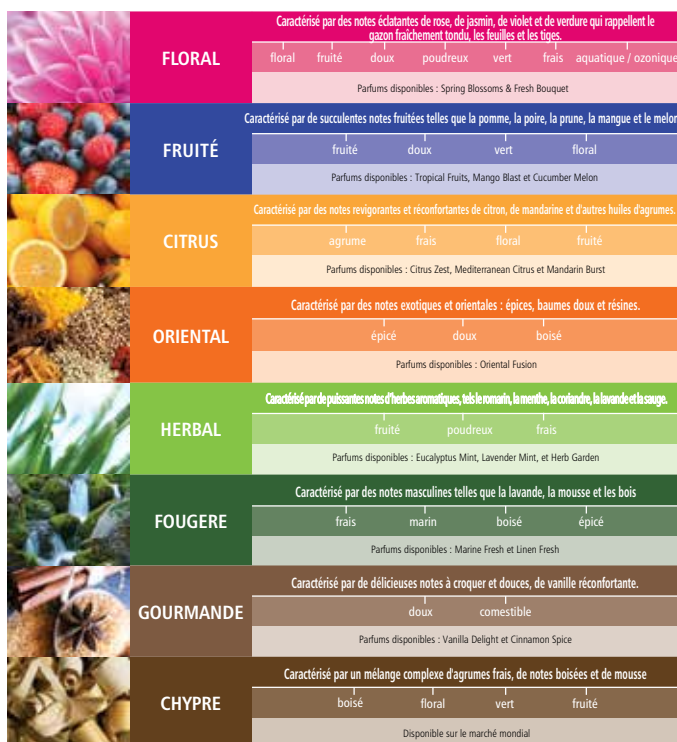 Caractérisé par des notes éclatantes de rose, de jasmin, de violet et de verdure qui rappellent le
gazon fraîchement tondu, les feuilles et les tiges.
FLORAL
floral fruité doux poudreux vert frais aquatique / ozonique
Parfums disponibles : Spring Blossoms & Fresh Bouquet
Caractérisé par de succulentes notes fruitées telles que la pomme, la poire, la prune, la mangue et le melon
FRUITÉ
fruité doux vert floral
Parfums disponibles : Tropical Fruits, Mango Blast et Cucumber Melon
Caractérisé par des notes revigorantes et réconfortantes de citron, de mandarine et d'autres huiles d'agrumes.
CITRUS
agrume frais floral fruité
Parfums disponibles : Citrus Zest, Mediterranean Citrus et Mandarin Burst
Caractérisé par des notes exotiques et orientales : épices, baumes doux et résines.
ORIENTAL
épicé doux boisé
Parfums disponibles : Oriental Fusion
Caractérisé par de puissantes notes d'herbes aromatiques, tels le romarin, la menthe, la coriandre, la lavande et la sauge.
HERBAL
fruité poudreux frais
Parfums disponibles : Eucalyptus Mint, Lavender Mint, et Herb Garden
Caractérisé par des notes masculines telles que la lavande, la mousse et les bois
FOUGERE
frais marin boisé épicé
Parfums disponibles : Marine Fresh et Linen Fresh
Caractérisé par de délicieuses notes à croquer et douces, de vanille réconfortante.
GOURMANDE
doux comestible
Parfums disponibles : Vanilla Delight et Cinnamon Spice
Caractérisé par un mélange complexe d'agrumes frais, de notes boisées et de mousse
CHYPRE
boisé floral vert fruité
Disponible sur le marché mondial